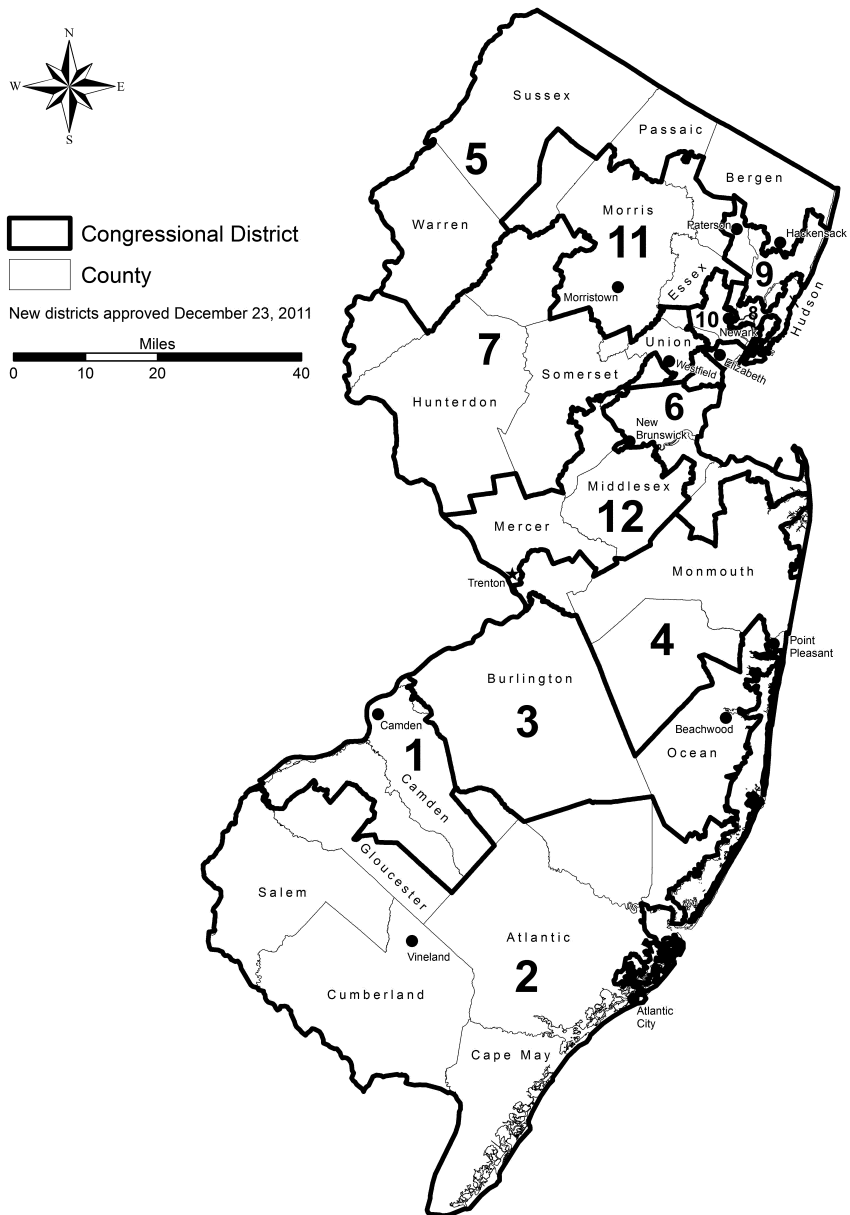 N
W E
S
Congressional District
County
New districts approved December 23, 2011
Miles
0 10 20 40
Sussex
Passaic
Bergen
5
Warren
Morris
Paterson
Hackensack
11
Essex
9
Morristown
10
8
Hudson
Newark
Union
7
Somerset
Westfield
Elizabeth
Hunterdon
6
New
Brunswick
Middlesex
12
Mercer
Trenton
Monmouth
4
Point
Pleasant
Burlington
3
Camden
1
Beachwood
Ocean
Camden
Gloucester
Salem
Atlantic
Vineland
2
Cumberland
Atlantic
City
Cape May